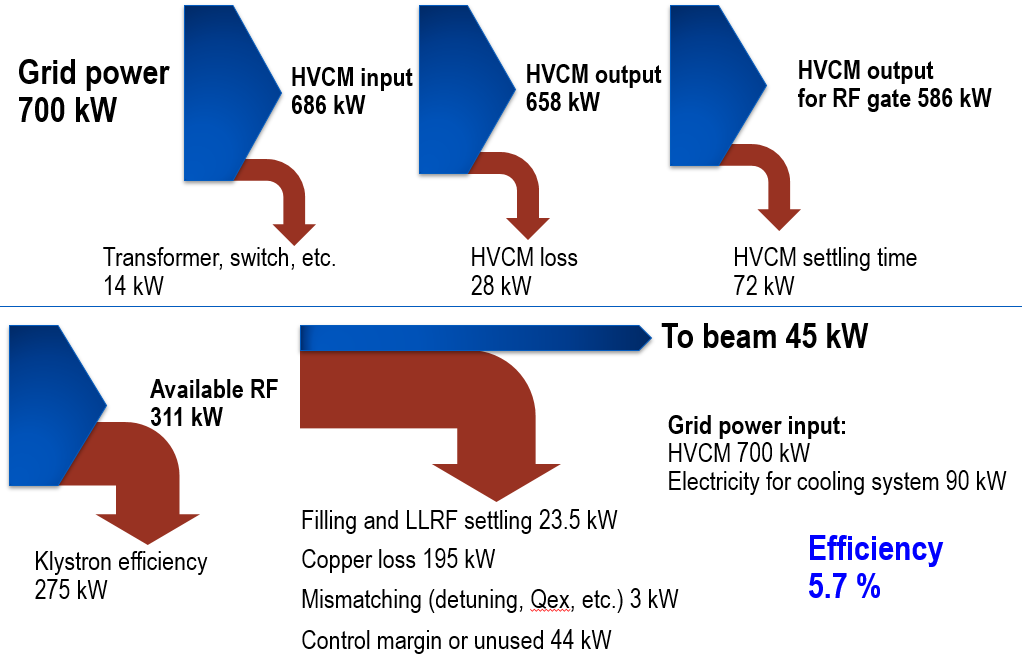 Grid power
700 kW
HVCM input
686 kW
HVCM output
658 kW
HVCM output
for RF gate 586 kW
Transformer, switch, etc.
14 kW
HVCM loss
28 kW
HVCM settling time
72 kW
Available RF
311 kW
To beam 45 kW
Grid power input:
HVCM 700 kW
Electricity for cooling system 90 kW
Klystron efficiency
275 kW
Filling and LLRF settling 23.5 kW
Copper loss 195 kW
Mismatching (detuning, Qex, etc.) 3 kW
Control margin or unused 44 kW
Efficiency
5.7 %